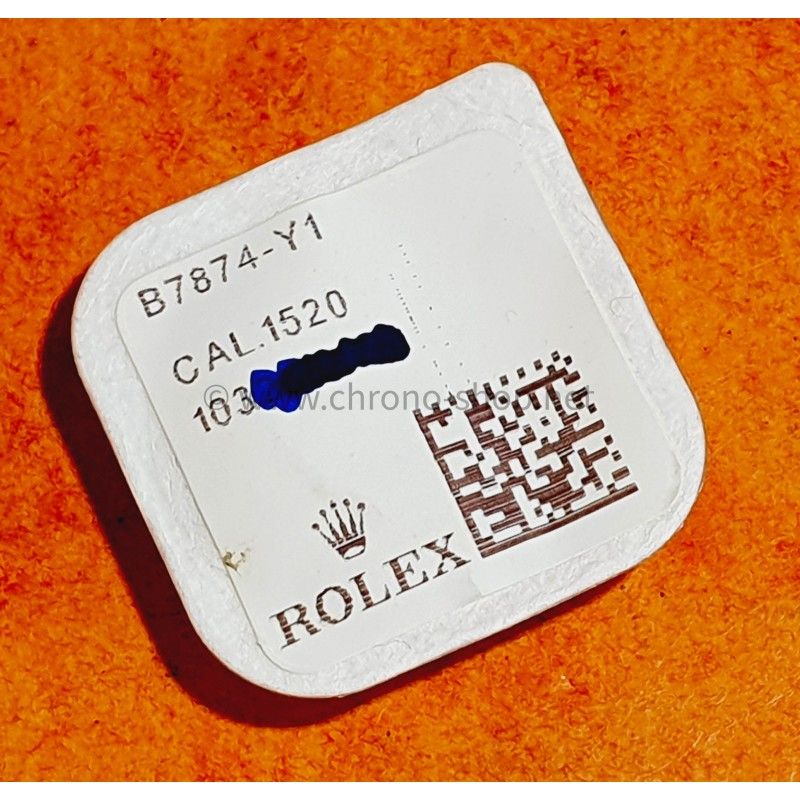 B7874-Y1
CAL.1520
103
© www.chrono-shop.net
ROLEX